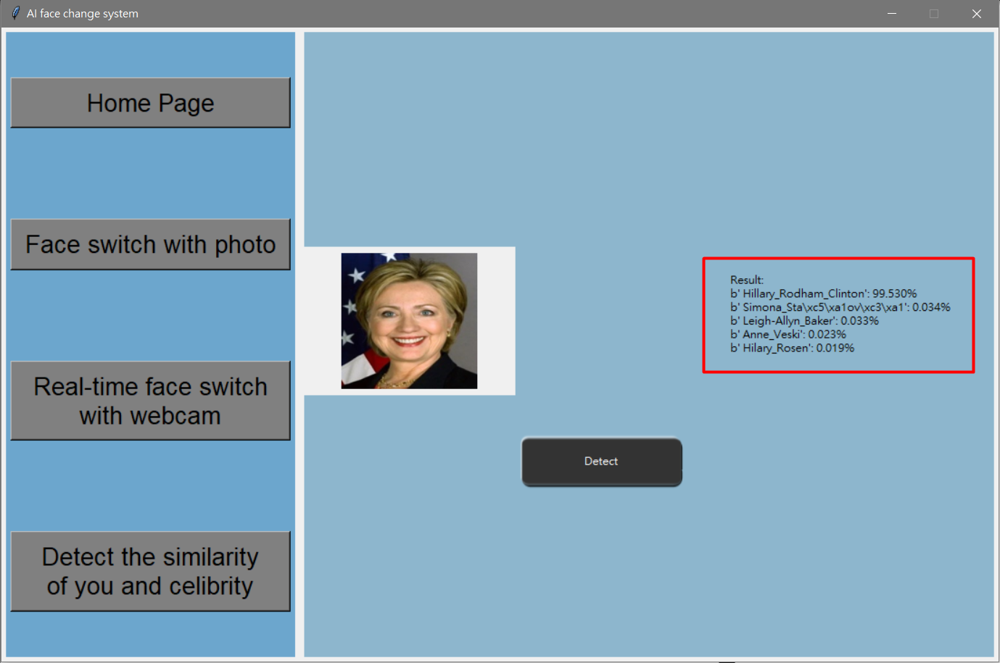 AI face change system
Home Page
Face switch with photo
Real-time face switch
with webcam
Detect the similarity
of you and celibrity
Result:
b' Hillary_Rodham_Clinton': 99.530%
b' Simona_Sta\xc5\xa1ov\xc3\xa1': 0.034%
b' Leigh-Allyn_Baker': 0.033%
b' Anne_Veski': 0.023%
b' Hilary_Rosen': 0.019%
Detect